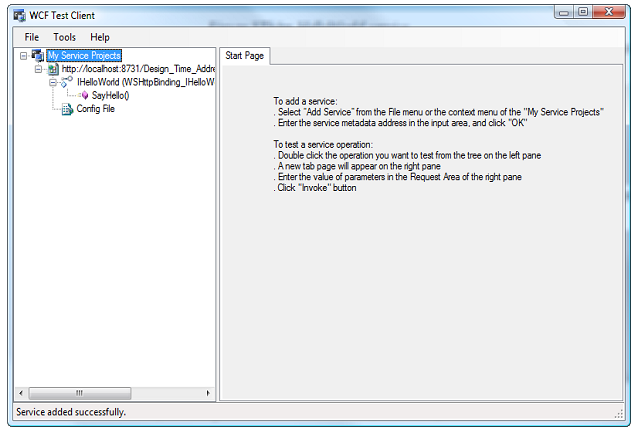 WCF Test Client
File Tools Help
My Service Projects
http://localhost:8731/Design_Time_Addre
IHelloWorld (WSHttpBinding_IHelloW
SayHello()
Config File
Start Page
To add a service:
. Select "Add Service" from the File menu or the context menu of the "My Service Projects"
. Enter the service metadata address in the input area, and click "OK"
To test a service operation:
. Double click the operation you want to test from the tree on the left pane
. A new tab page will appear on the right pane
. Enter the value of parameters in the Request Area of the right pane
. Click "Invoke" button
Service added successfully.